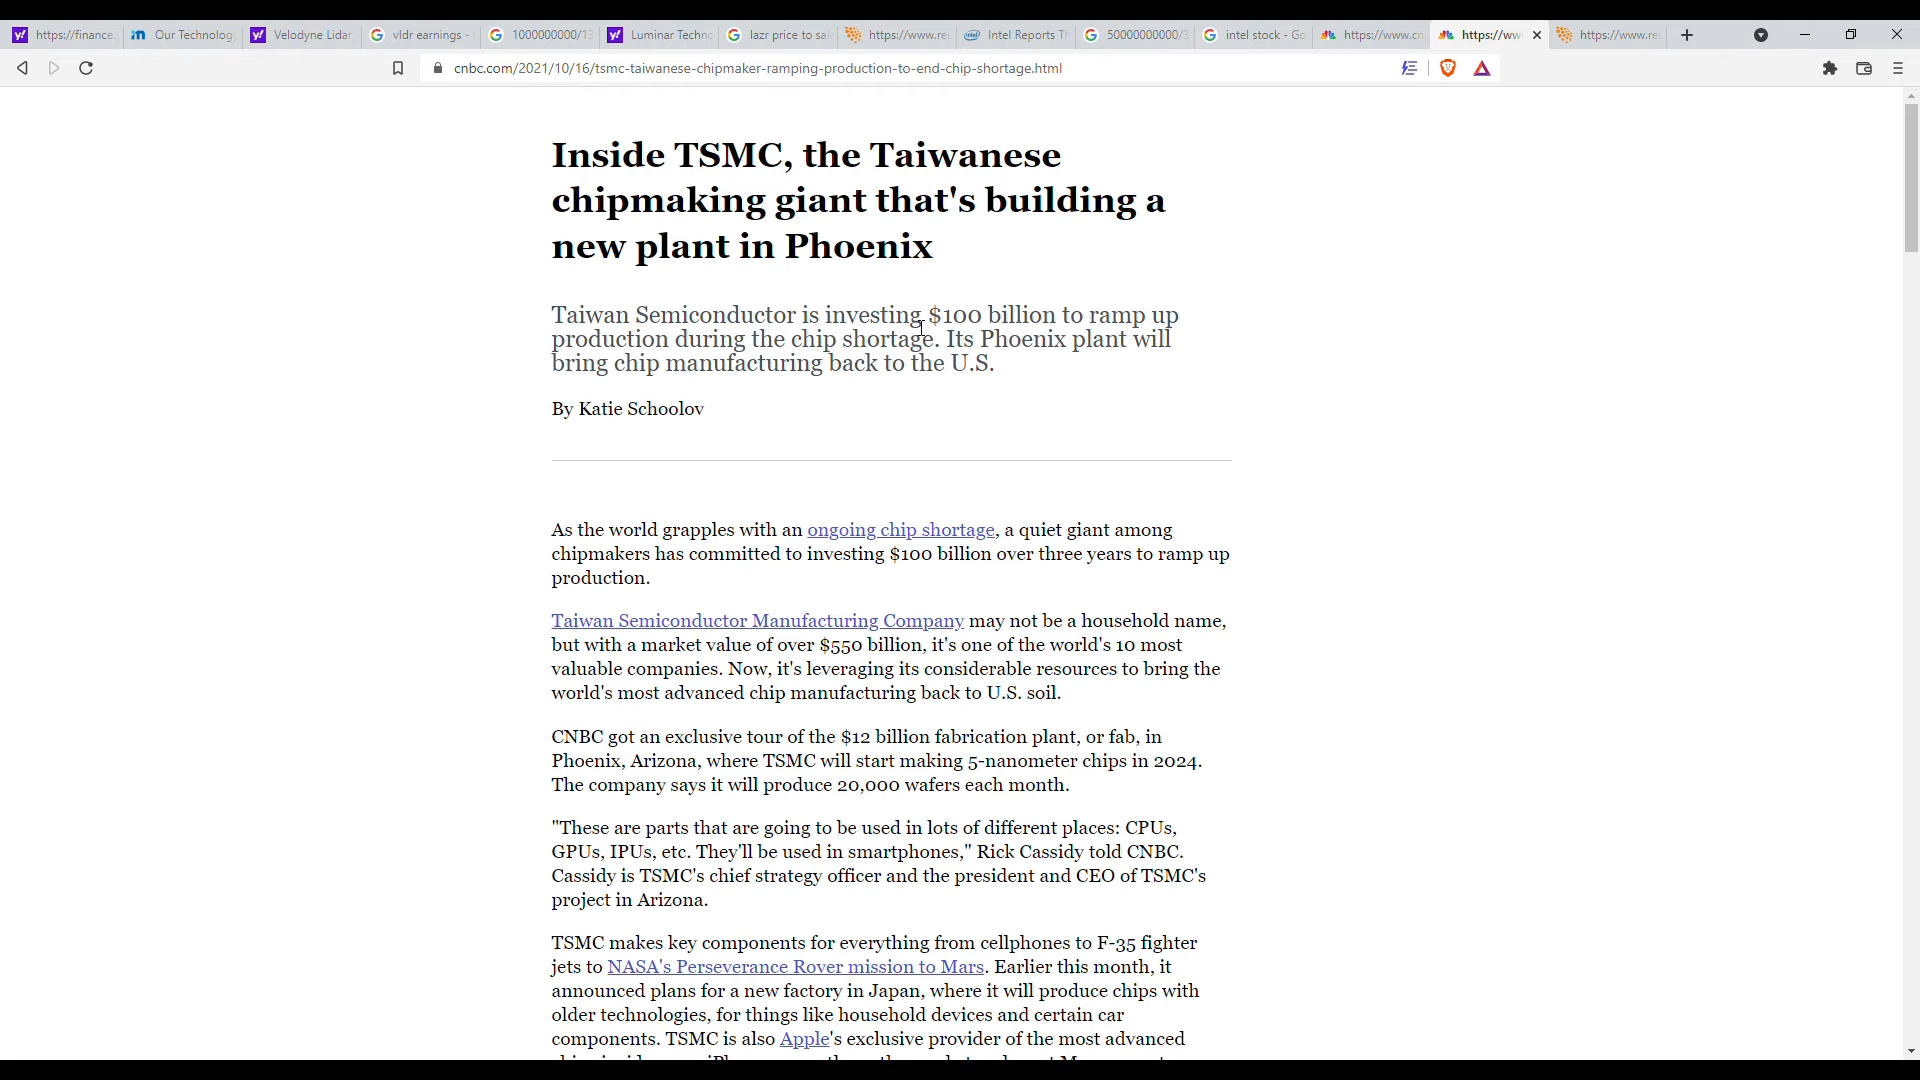 https://finance.
Our Technology
Velodyne Lidar
vldr earnings -
1000000000/13
Luminar Techno
lazr price to sale
https://www.re
Intel Reports T
50000000000/3
intel stock - Go
https://www.cn
https://ww
https://www.re
cnbc.com/2021/10/16/tsmc-taiwanese-chipmaker-ramping-production-to-end-chip-shortage.html
Inside TSMC, the Taiwanese
chipmaking giant that's building a
new plant in Phoenix
Taiwan Semiconductor is investing $100 billion to ramp up
production during the chip shortage. Its Phoenix plant will
bring chip manufacturing back to the U.S.
By Katie Schoolov
As the world grapples with an ongoing chip shortage, a quiet giant among
chipmakers has committed to investing $100 billion over three years to ramp up
production.
Taiwan Semiconductor Manufacturing Company may not be a household name,
but with a market value of over $550 billion, it's one of the world's 10 most
valuable companies. Now, it's leveraging its considerable resources to bring the
world's most advanced chip manufacturing back to U.S. soil.
CNBC got an exclusive tour of the $12 billion fabrication plant, or fab, in
Phoenix, Arizona, where TSMC will start making 5-nanometer chips in 2024.
The company says it will produce 20,000 wafers each month.
"These are parts that are going to be used in lots of different places: CPUs,
GPUs, IPUs, etc. They'll be used in smartphones," Rick Cassidy told CNBC.
Cassidy is TSMC's chief strategy officer and the president and CEO of TSMC's
project in Arizona.
TSMC makes key components for everything from cellphones to F-35 fighter
jets to NASA's Perseverance Rover mission to Mars. Earlier this month, it
announced plans for a new factory in Japan, where it will produce chips with
older technologies, for things like household devices and certain car
components. TSMC is also Apple's exclusive provider of the most advanced